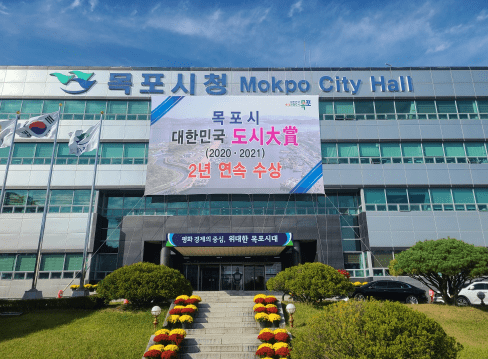 목포시청 Mokpo City Hall
목포
목포시
대한민국 도시大賞
(2020·2021)
2년 연속 수상
평화 경제의 중심, 위대한 목포시대